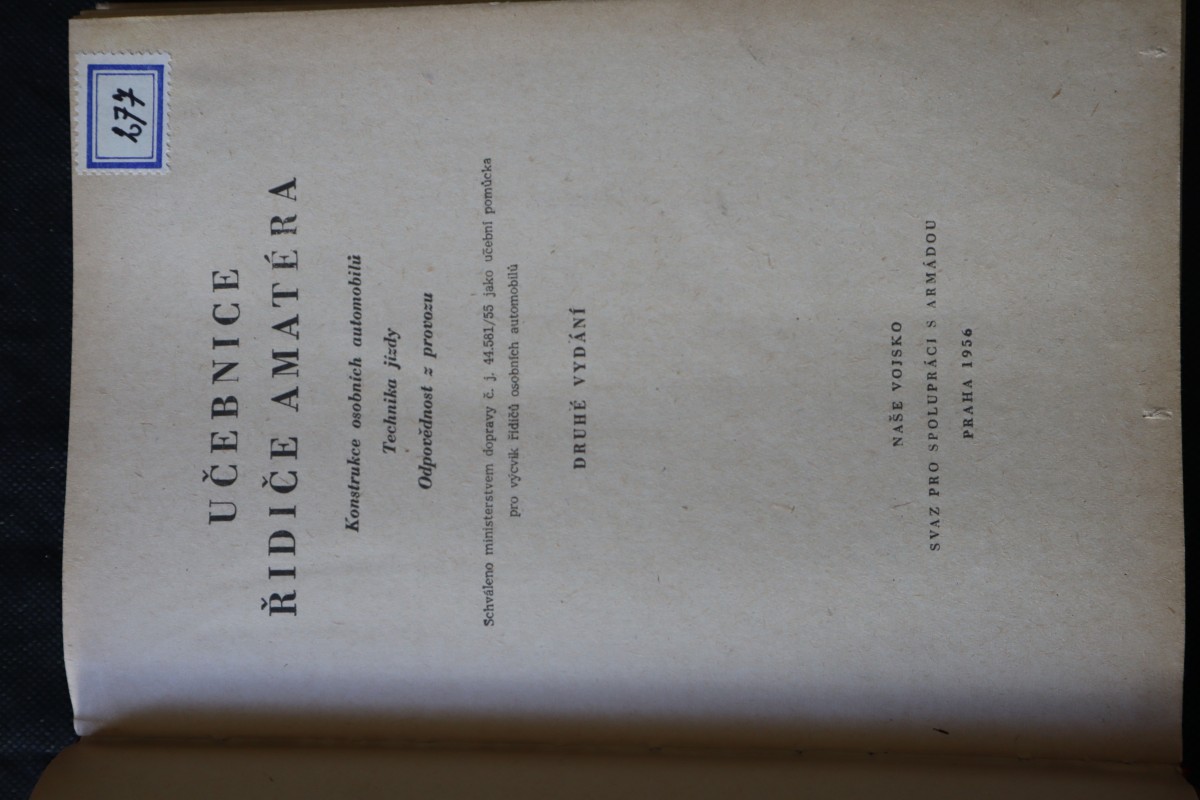 277
UČEBNICE
ŘIDIČE AMATÉRA
Konstrukce osobních automobilů
Technika jízdy
Odpovědnost z provozu
Schváleno ministerstvem dopravy č. j. 44.581/55 jako učební pomůcka
pro výcvik řidičů osobních automobilů
DRUHÉ VYDÁNÍ
NAŠE VOJSKO
SVAZ PRO SPOLUPRÁCI S ARMÁDOU
PRAHA 1956